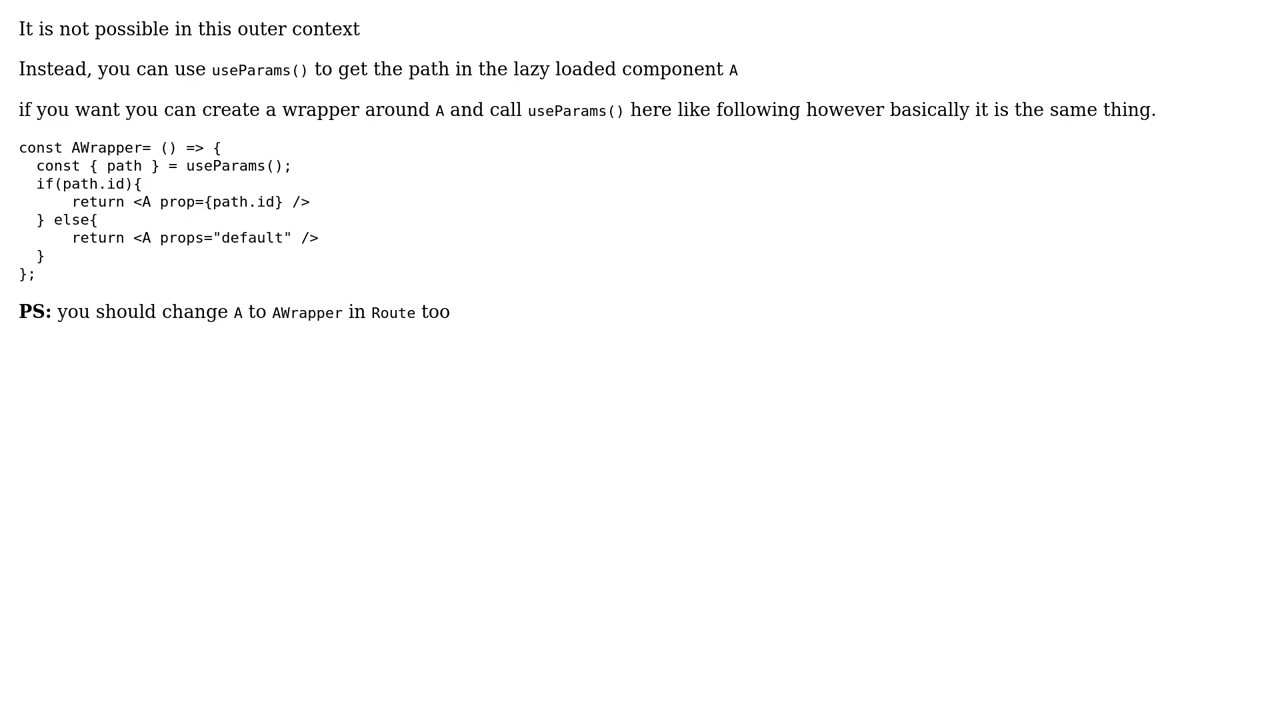 It is not possible in this outer context
Instead, you can use useParams() to get the path in the lazy loaded component A
if you want you can create a wrapper around A and call useParams() here like following however basically it is the same thing.
const AWrapper= () => {
  const { path } = useParams();
  if(path.id){
      return <A prop={path.id} />
  } else{
      return <A props="default" />
  }
};
PS: you should change A to AWrapper in Route too